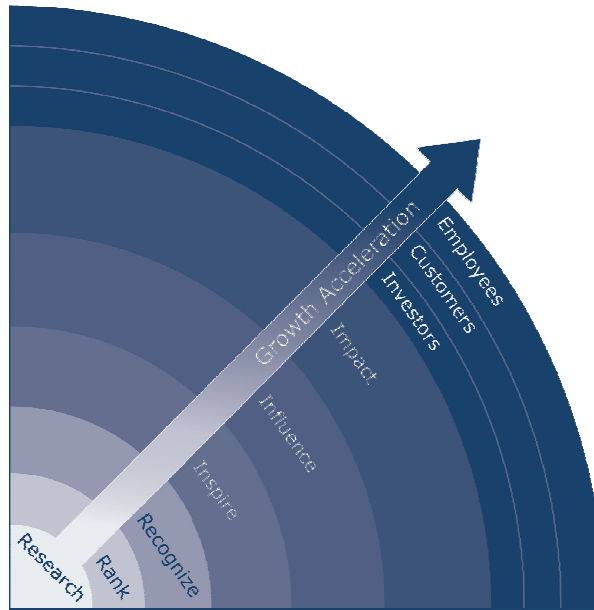 Employees
Customers
Investors
Growth Acceleration
Impact
Influence
Inspire
Recognize
Rank
Research